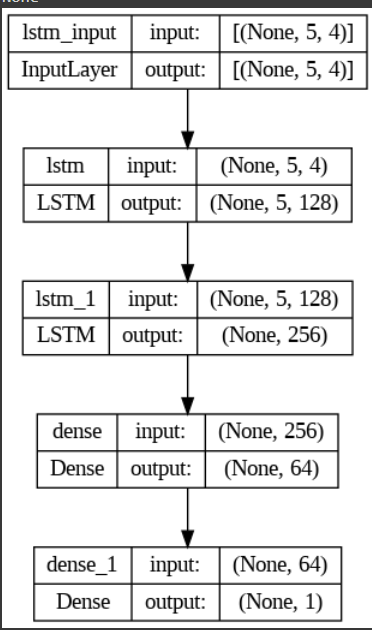 None
lstm_input input: [(None, 5, 4)]
InputLayer output: [(None, 5, 4)]
lstm input: (None, 5, 4)
LSTM output: (None, 5, 128)
lstm_1 input: (None, 5, 128)
LSTM output: (None, 256)
dense input: (None, 256)
Dense output: (None, 64)
dense_1 input: (None, 64)
Dense output: (None, 1)